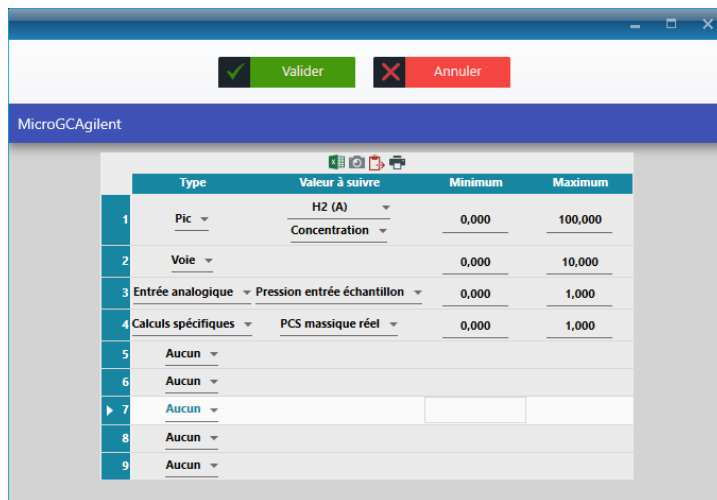 Valider Annuler
MicroGCAgilent
Type Valeur à suivre Minimum Maximum
1 Pic H2 (A) 0,000 100,000
Concentration
2 Voie 0,000 10,000
3 Entrée analogique Pression entrée échantillon 0,000 1,000
4 Calculs spécifiques PCS massique réel 0,000 1,000
5 Aucun
6 Aucun
7 Aucun
8 Aucun
9 Aucun